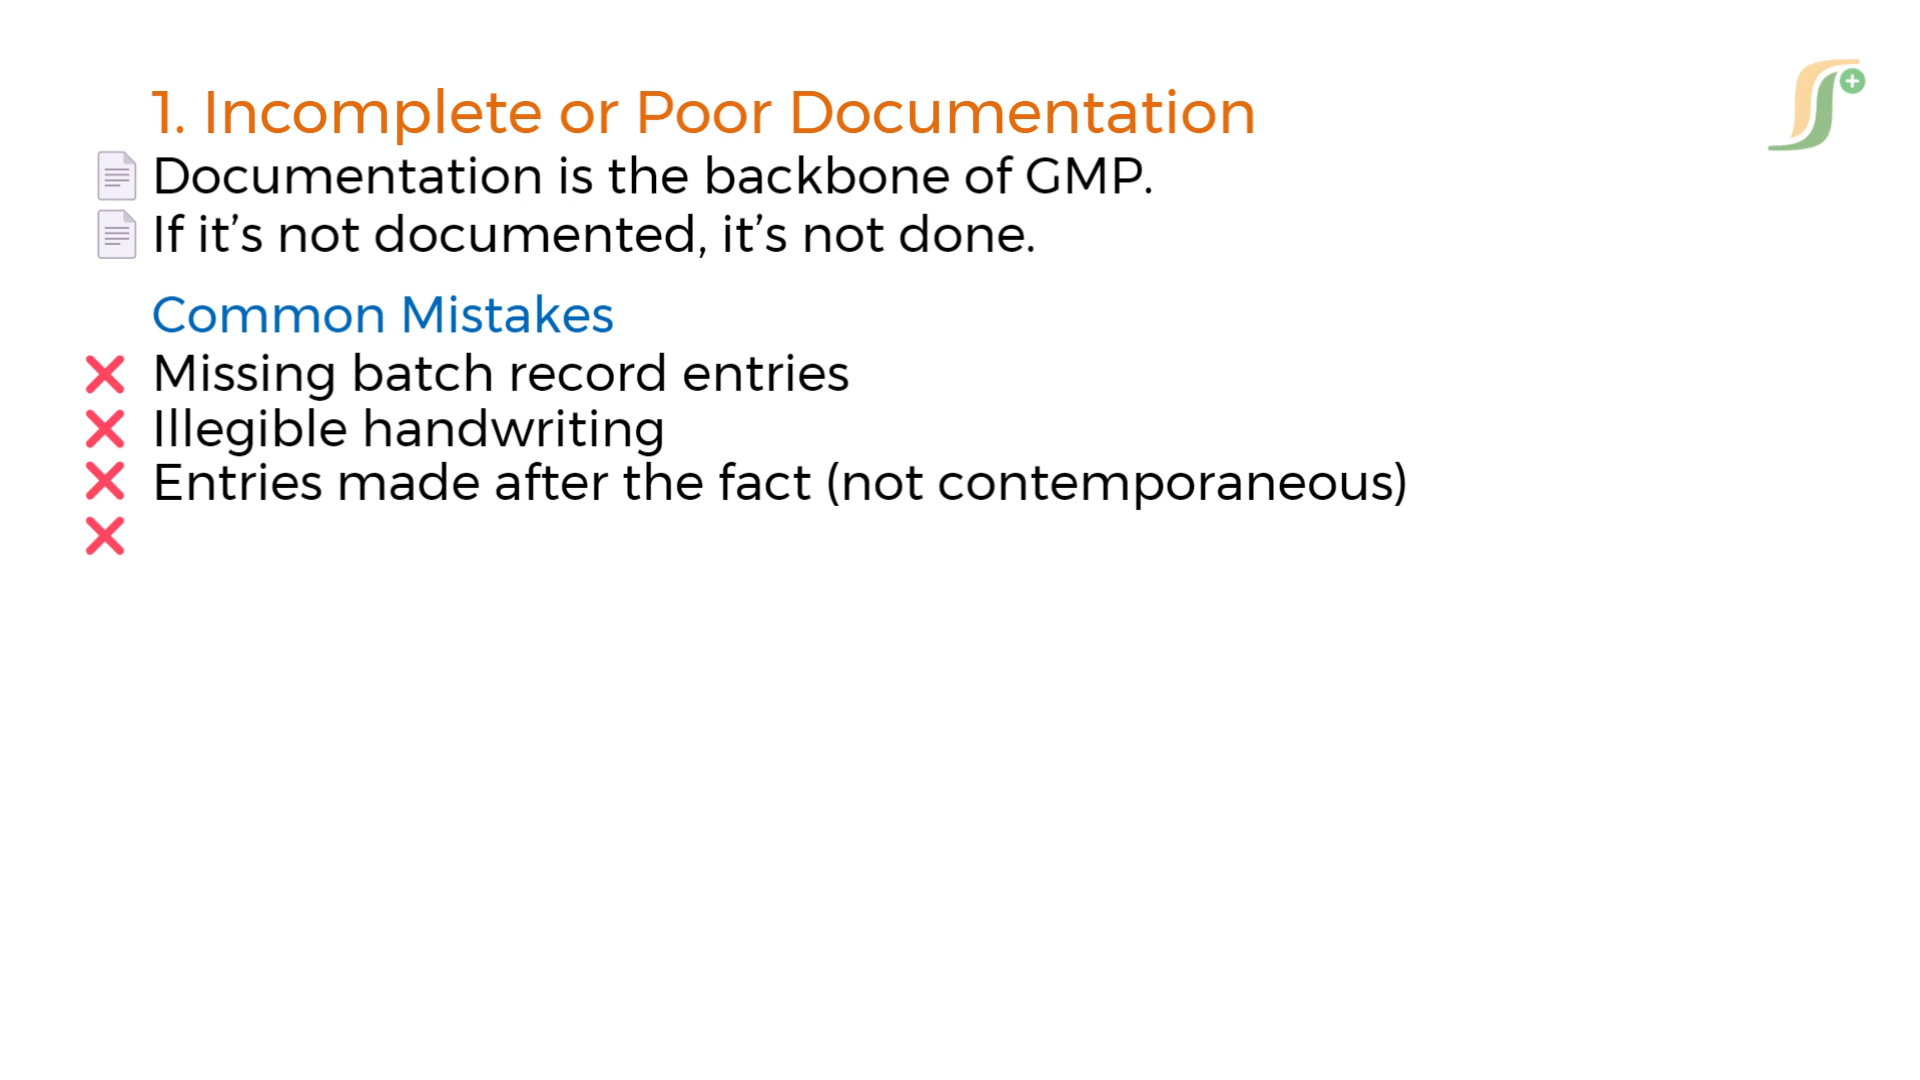 1. Incomplete or Poor Documentation
Documentation is the backbone of GMP.
If it’s not documented, it’s not done.
Common Mistakes
Missing batch record entries
Illegible handwriting
Entries made after the fact (not contemporaneous)